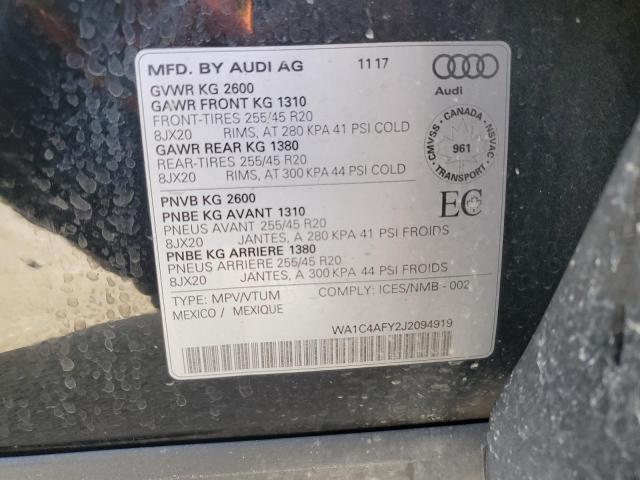 MFD. BY AUDI AG 11 17
Audi
GVWR KG 2600
GAWR FRONT KG 1310
FRONT-TIRES 255/45 R20
8JX20 RIMS, AT 280 KPA 41 PSI COLD
GAWR REAR KG 1380
REAR-TIRES 255/45 R20
8JX20 RIMS, AT 300 KPA 44 PSI COLD
CMVSS - CANADA - NSVAC
961
TRANSPORT
PNVB KG 2600
PNBE KG AVANT 1310
PNEUS AVANT 255/45 R20
8JX20 JANTES, A 280 KPA 41 PSI FROIDS
PNBE KG ARRIERE 1380
PNEUS ARRIERE 255/45 R20
8JX20 JANTES, A 300 KPA 44 PSI FROIDS
EC
TYPE: MPV/VTUM COMPLY: ICES/NMB - 002
MEXICO / MEXIQUE
WA1C4AFY2J2094919